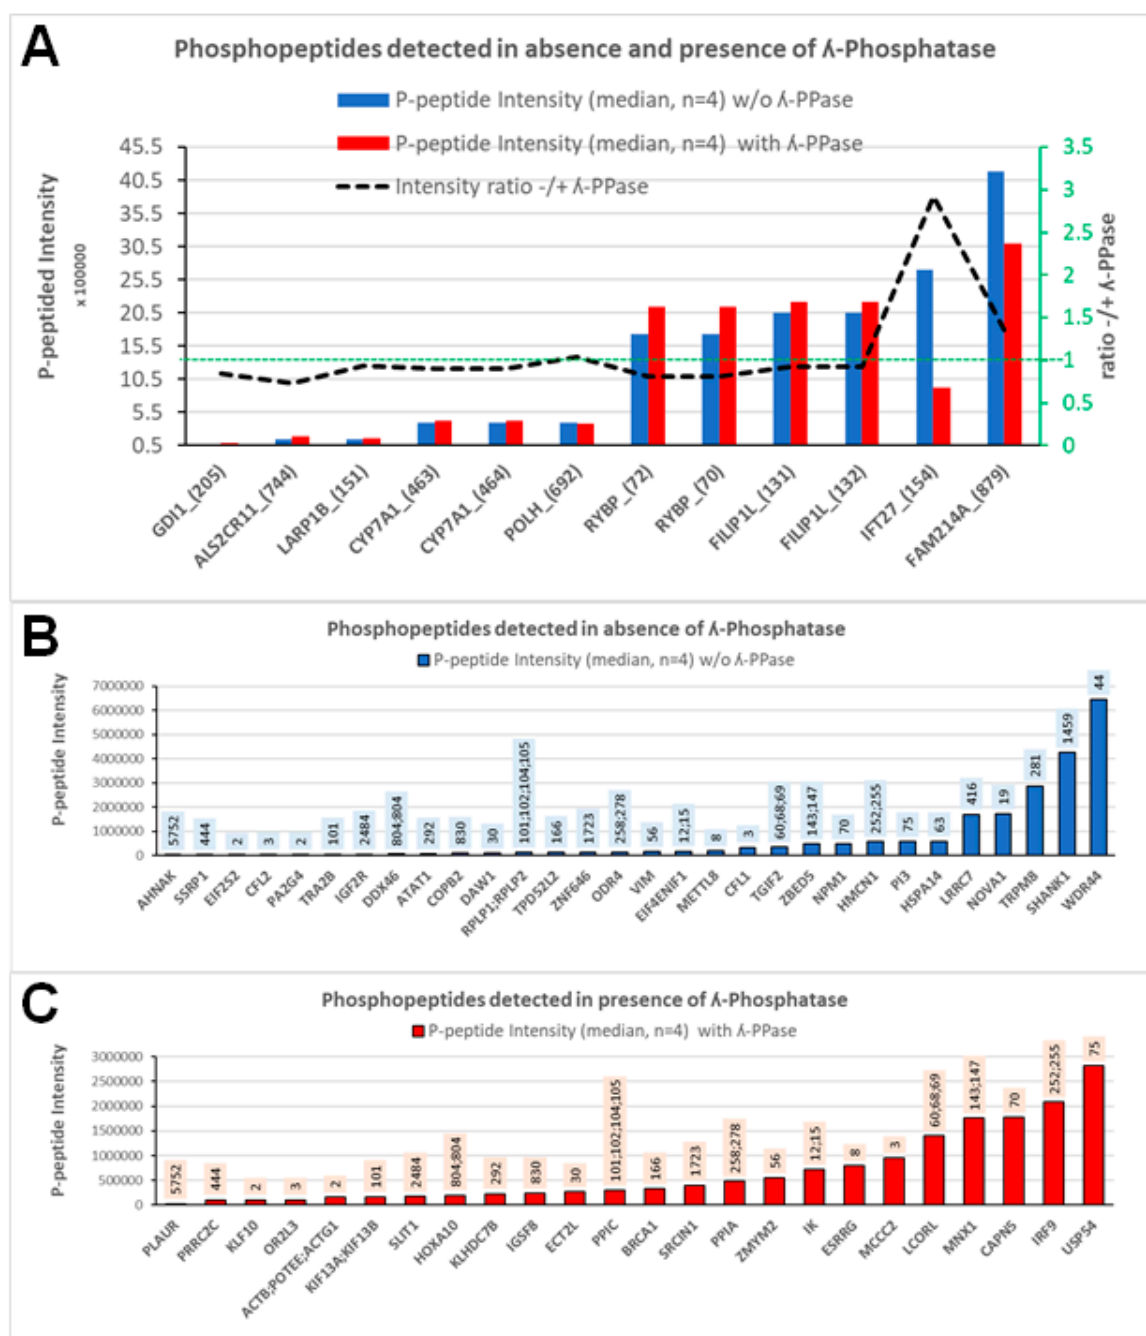 A
Phosphopeptides detected in absence and presence of ʎ-Phosphatase
P-peptide Intensity (median, n=4) w/o ʎ-PPase
P-peptide Intensity (median, n=4) with ʎ-PPase
Intensity ratio -/+ ʎ-PPase
P-peptided Intensity
x 100000
45.5
40.5
35.5
30.5
25.5
20.5
15.5
10.5
5.5
0.5
3.5
3
2.5
2
1.5
1
0.5
0
ratio -/+ ʎ-PPase
GDI1_(205)
ALS2CR11_(744)
LARP1B_(151)
CYP7A1_(463)
CYP7A1_(464)
POLH_(692)
RYBP_(72)
RYBP_(70)
FILIP1L_(131)
FILIP1L_(132)
IFT27_(154)
FAM214A_(879)
B
Phosphopeptides detected in absence of ʎ-Phosphatase
P-peptide Intensity (median, n=4) w/o ʎ-PPase
P-peptide Intensity
7000000
6000000
5000000
4000000
3000000
2000000
1000000
0
5752
444
2
3
2
101
2484
804;804
292
830
30
101;102;104;105
166
1723
258;278
56
12;15
8
3
60;68;69
143;147
70
252;255
75
63
416
19
281
1459
44
AHNAK
SSRP1
EIF2S2
CFL2
PA2G4
TRA2B
IGF2R
DDX46
ATAT1
COPB2
DAW1
RPLP1;RPLP2
TPD52L2
ZNF646
ODR4
VIM
EIF4ENIF1
METTL8
CFL1
TGIF2
ZBED5
NPM1
HMCN1
PI3
HSPA14
LRRC7
NOVA1
TRPM8
SHANK1
WDR44
C
Phosphopeptides detected in presence of ʎ-Phosphatase
P-peptide Intensity (median, n=4) with ʎ-PPase
P-peptide Intensity
3000000
2500000
2000000
1500000
1000000
500000
0
5752
444
2
3
2
101
2484
804;804
292
830
30
101;102;104;105
166
1723
258;278
56
12;15
8
3
60;68;69
143;147
70
252;255
75
PLAUR
PRRC2C
KLF10
OR2L3
ACTB;POTEE;ACTG1
KIF13A;KIF13B
SLIT1
HOXA10
KLHDC7B
IGSF8
ECT2L
PPIC
BRCA1
SRCIN1
PPIA
ZMYM2
IK
ESRRG
MCCC2
LCORL
MNX1
CAPN5
IRF9
USP54